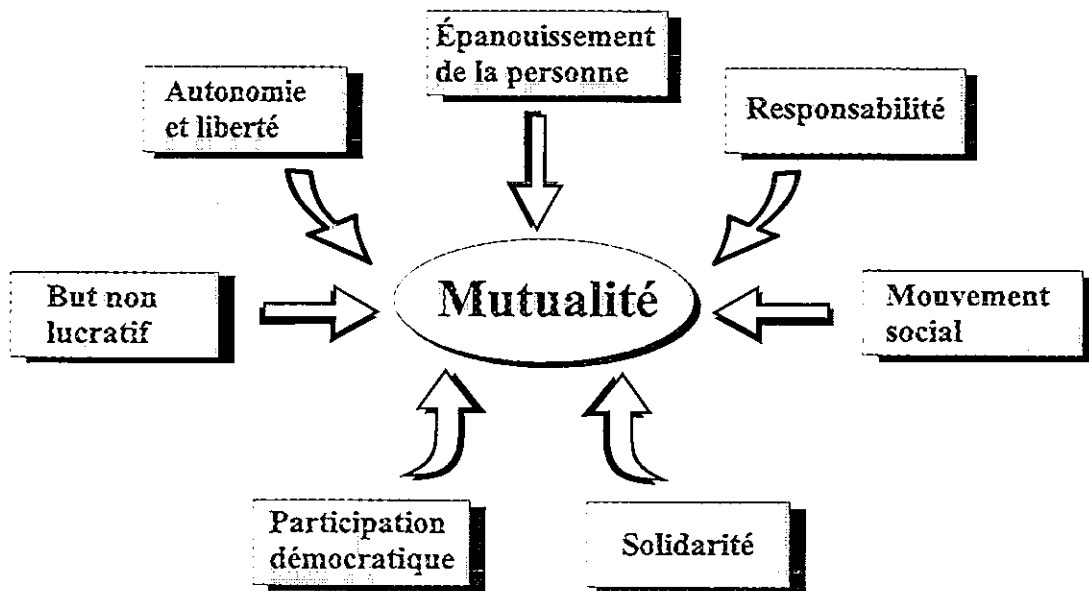 Épanouissement
de la personne
Autonomie
et liberté
Responsabilité
But non
lucratif
Mutualité
Mouvement
social
Participation
démocratique
Solidarité